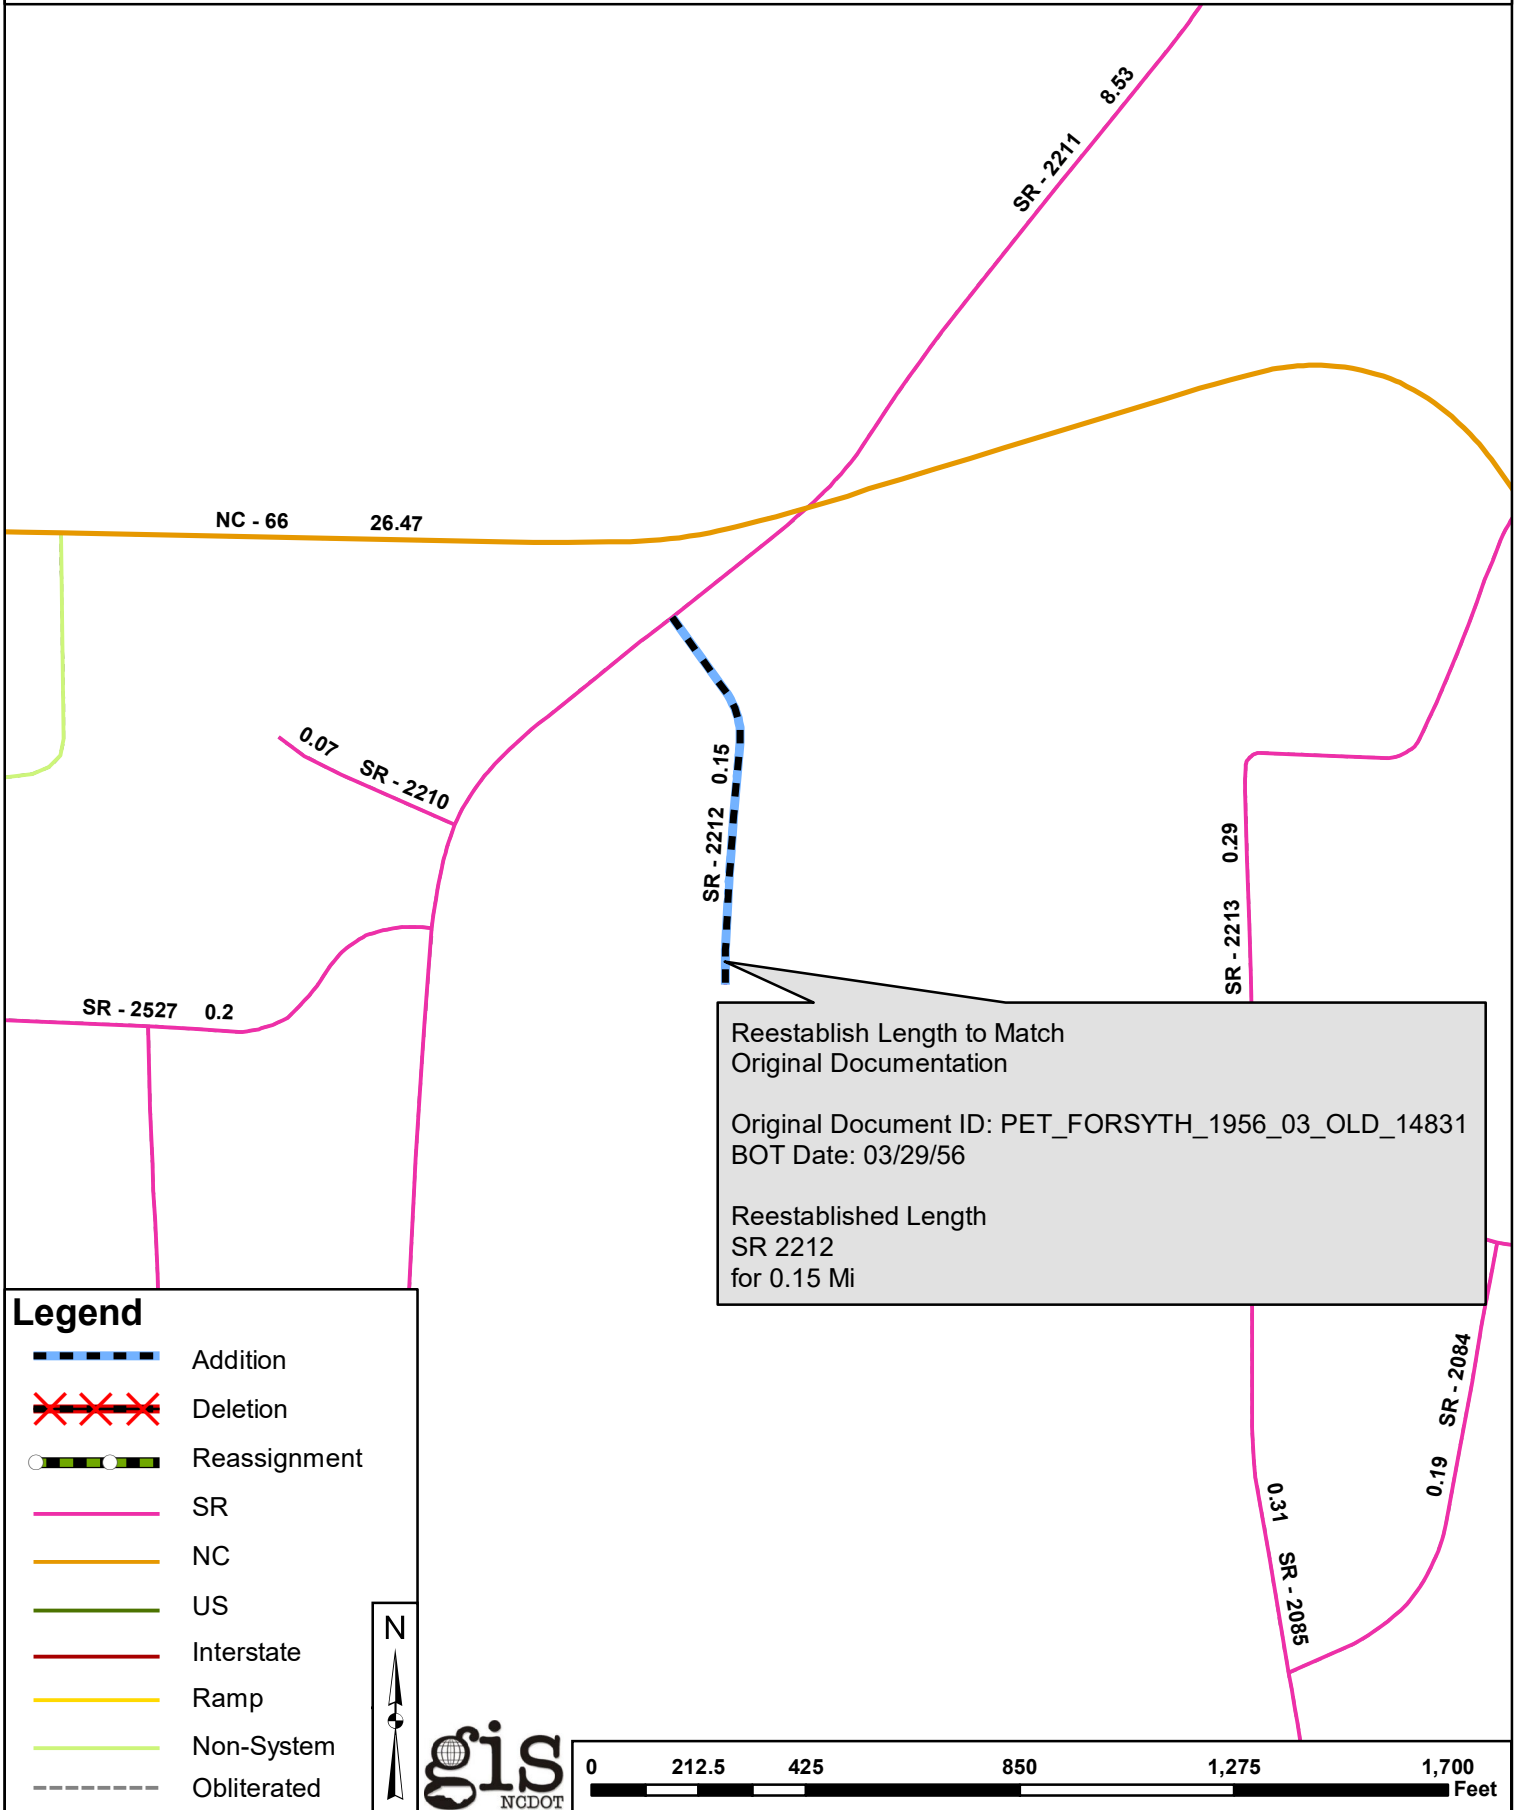 8.53
SR - 2211
NC - 66 26.47
0.07 SR - 2210
SR - 2212 0.15
SR - 2213 0.29
SR - 2527 0.2
Reestablish Length to Match
Original Documentation
Original Document ID: PET_FORSYTH_1956_03_OLD_14831
BOT Date: 03/29/56
Reestablished Length
SR 2212
for 0.15 Mi
0.19 SR - 2084
0.31 SR - 2085
Legend
Addition
Deletion
Reassignment
SR
NC
US
Interstate
Ramp
Non-System
Obliterated
N
gis
NCDOT
0 212.5 425 850 1,275 1,700
Feet